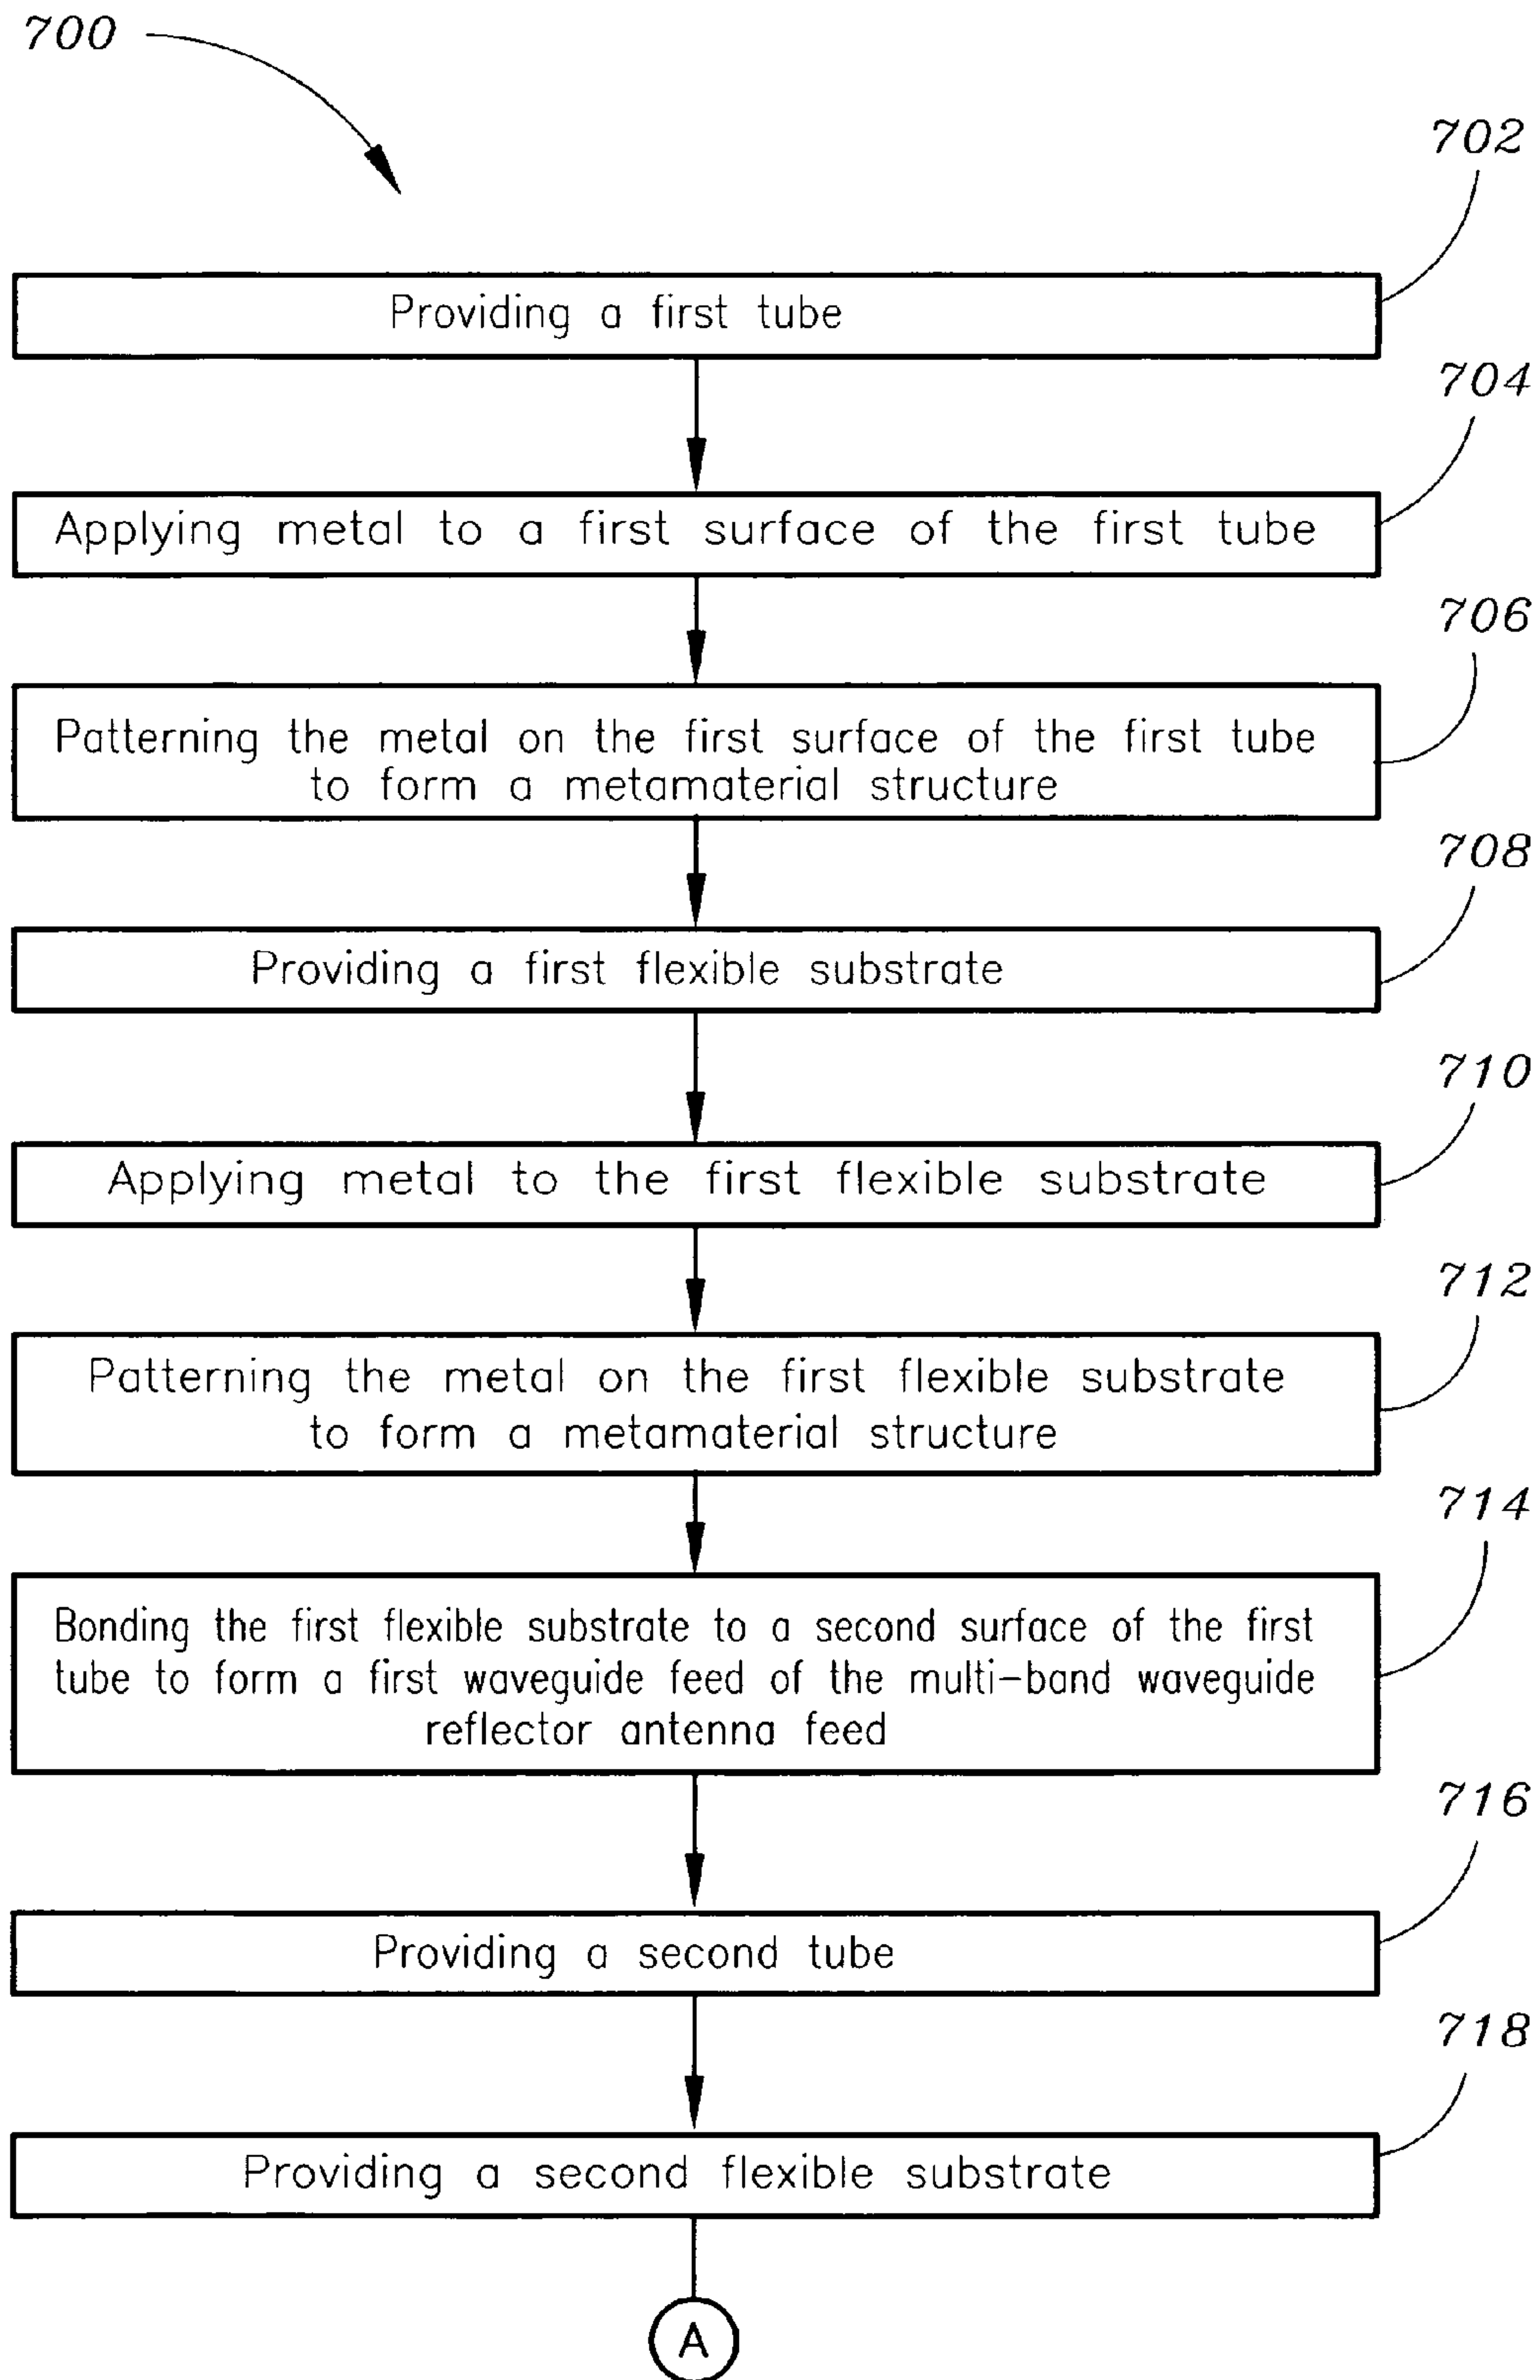 700
702
Providing a first tube
704
Applying metal to a first surface of the first tube
706
Patterning the metal on the first surface of the first tube
to form a metamaterial structure
708
Providing a first flexible substrate
710
Applying metal to the first flexible substrate
712
Patterning the metal on the first flexible substrate
to form a metamaterial structure
714
Bonding the first flexible substrate to a second surface of the first
tube to form a first waveguide feed of the multi-band waveguide
reflector antenna feed
716
Providing a second tube
718
Providing a second flexible substrate
A